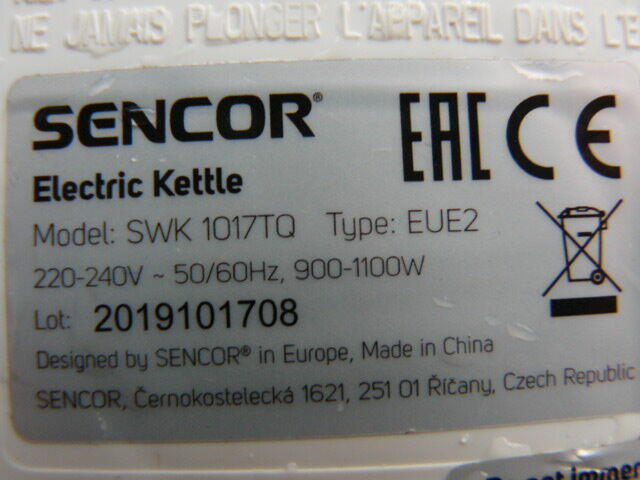 NE JAMAIS PLONGER L'APPAREIL DANS L'E
SENCOR®
EAC CE
Electric Kettle
Model: SWK 1017TQ Type: EUE2
220-240V ~ 50/60Hz, 900-1100W
Lot: 2019101708
Designed by SENCOR® in Europe, Made in China
SENCOR, Černokostelecká 1621, 251 01 Říčany, Czech Republic
not immer